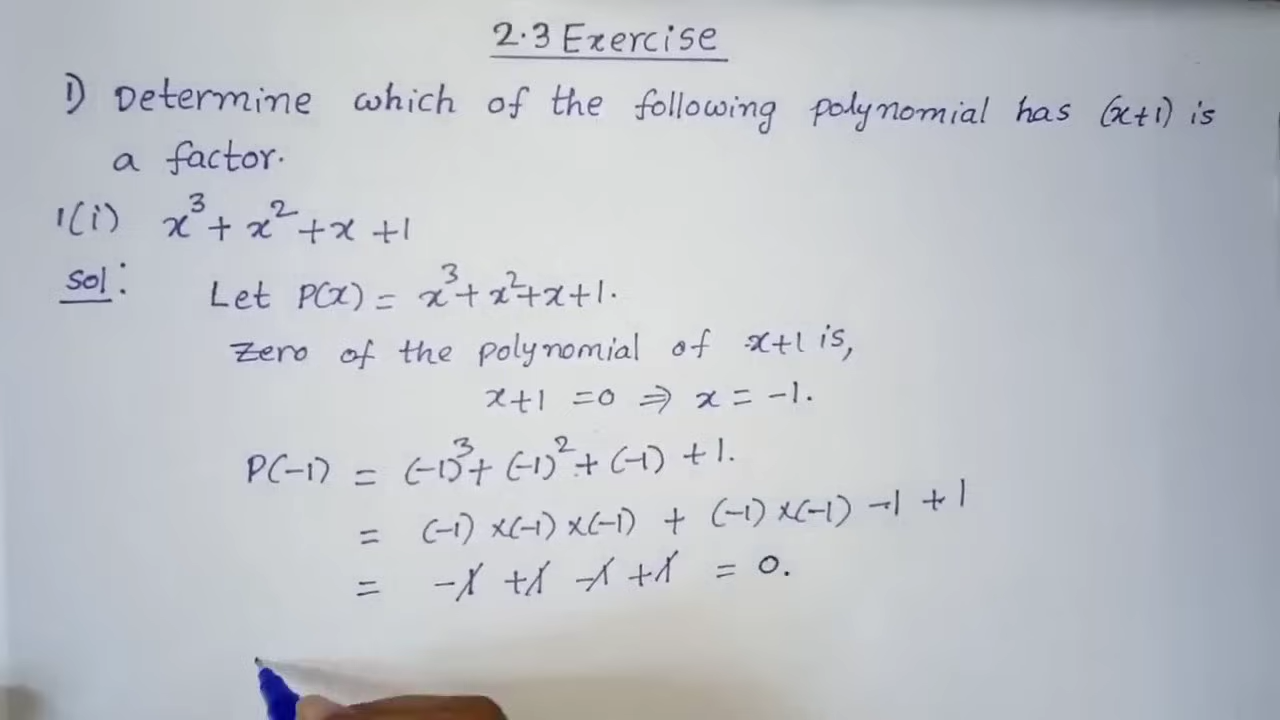 2.3 Exercise
1) Determine which of the following polynomial has (x+1) is
a factor.
1(i) x³ + x² + x + 1
Sol: Let P(x) = x³ + x² + x + 1.
Zero of the polynomial of x+1 is,
x+1 = 0 ⇒ x = -1.
P(-1) = (-1)³ + (-1)² + (-1) + 1.
= (-1) × (-1) × (-1) + (-1) × (-1) -1 + 1
= -1 + 1 - 1 + 1 = 0.